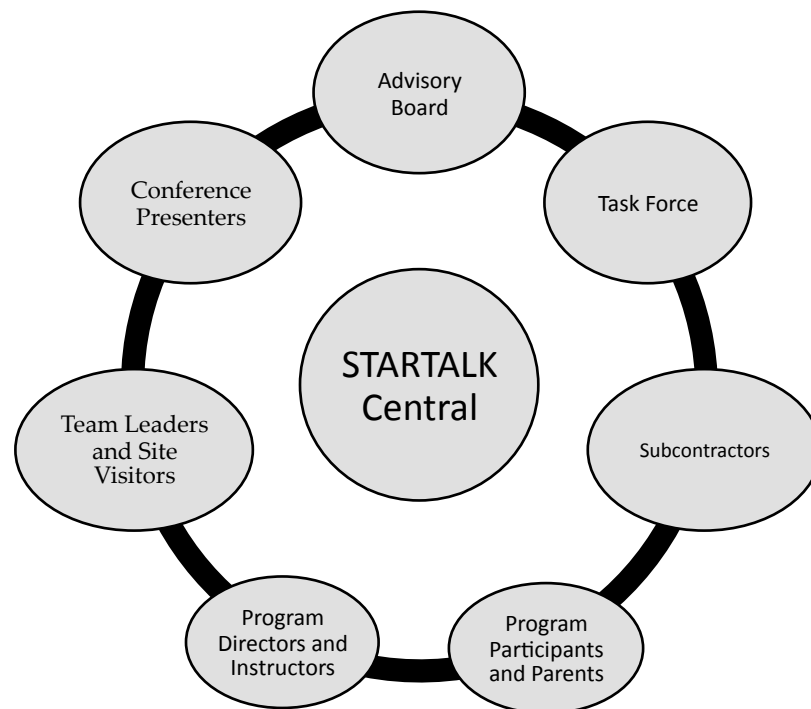 Advisory
Board
Conference
Presenters
Task Force
STARTALK
Central
Team Leaders
and Site
Visitors
Subcontractors
Program
Directors and
Instructors
Program
Participants
and Parents